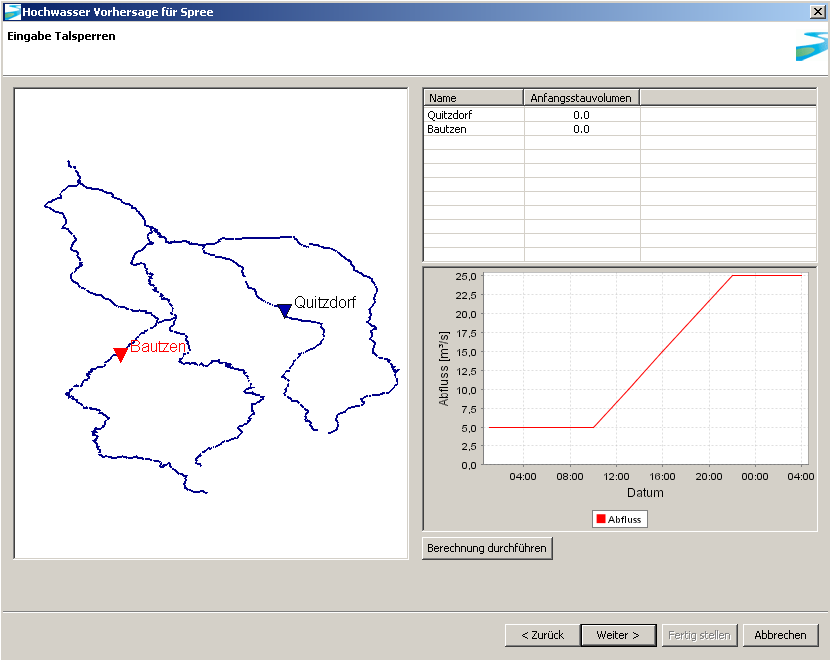 Hochwasser Vorhersage für Spree
Eingabe Talsperren
Quitzdorf
Bautzen
Name Anfangsstauvolumen
Quitzdorf 0.0
Bautzen 0.0
25,0
22,5
20,0
17,5
15,0
12,5
10,0
7,5
5,0
2,5
0,0
Abfluss [m³/s]
04:00 08:00 12:00 16:00 20:00 00:00 04:00
Datum
Abfluss
Berechnung durchführen
< Zurück Weiter > Fertig stellen Abbrechen